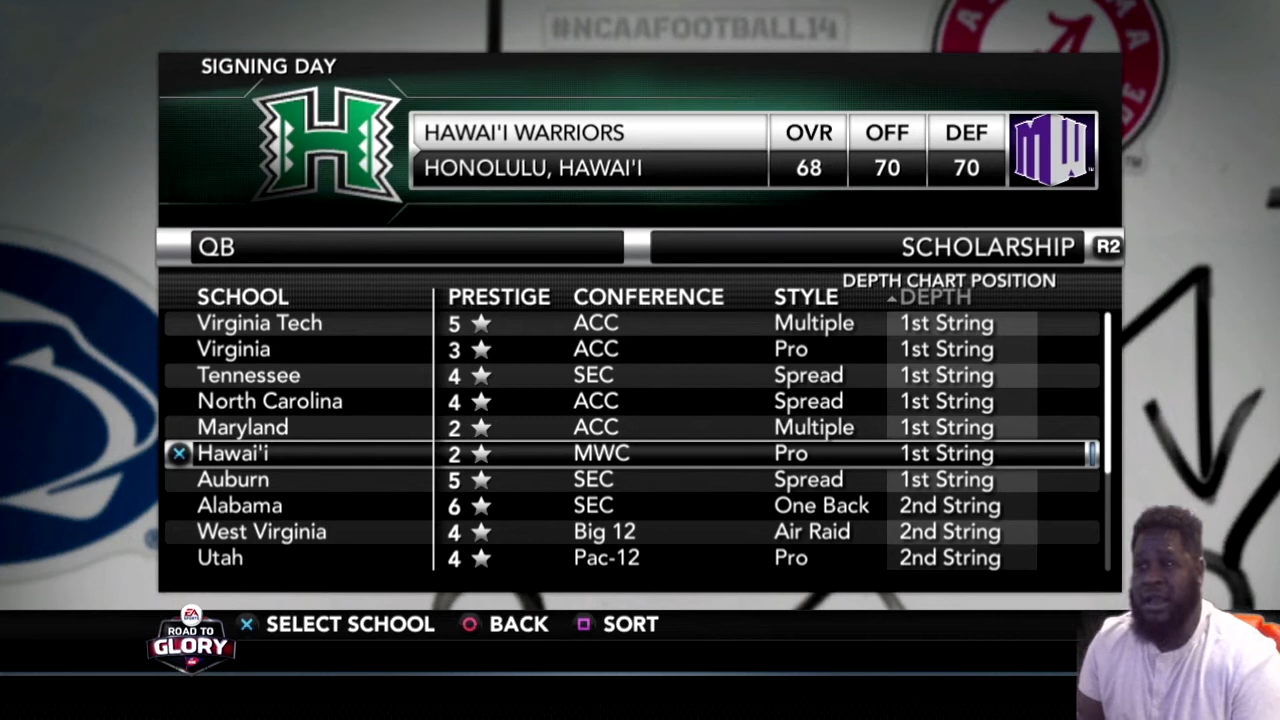 #NCAAFOOTBALL14
SIGNING DAY
HAWAI'I WARRIORS OVR OFF DEF
HONOLULU, HAWAI'I 68 70 70
MW
QB SCHOLARSHIP R2
DEPTH CHART POSITION
SCHOOL PRESTIGE CONFERENCE STYLE DEPTH
Virginia Tech 5 ACC Multiple 1st String
Virginia 3 ACC Pro 1st String
Tennessee 4 SEC Spread 1st String
North Carolina 4 ACC Spread 1st String
Maryland 2 ACC Multiple 1st String
Hawai'i 2 MWC Pro 1st String
Auburn 5 SEC Spread 1st String
Alabama 6 SEC One Back 2nd String
West Virginia 4 Big 12 Air Raid 2nd String
Utah 4 Pac-12 Pro 2nd String
SELECT SCHOOL BACK SORT
EA
SPORTS
ROAD TO
GLORY